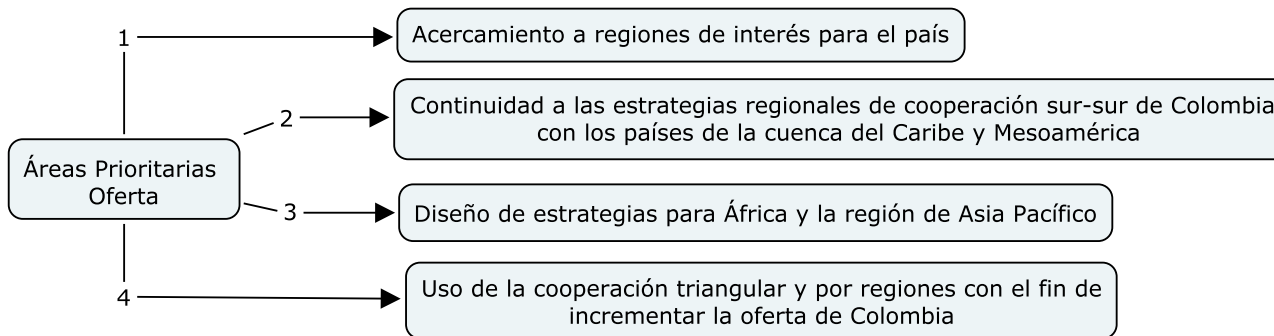 1
Acercamiento a regiones de interés para el país
2
Continuidad a las estrategias regionales de cooperación sur-sur de Colombia
con los países de la cuenca del Caribe y Mesoamérica
Áreas Prioritarias
Oferta
3
Diseño de estrategias para África y la región de Asia Pacífico
4
Uso de la cooperación triangular y por regiones con el fin de
incrementar la oferta de Colombia